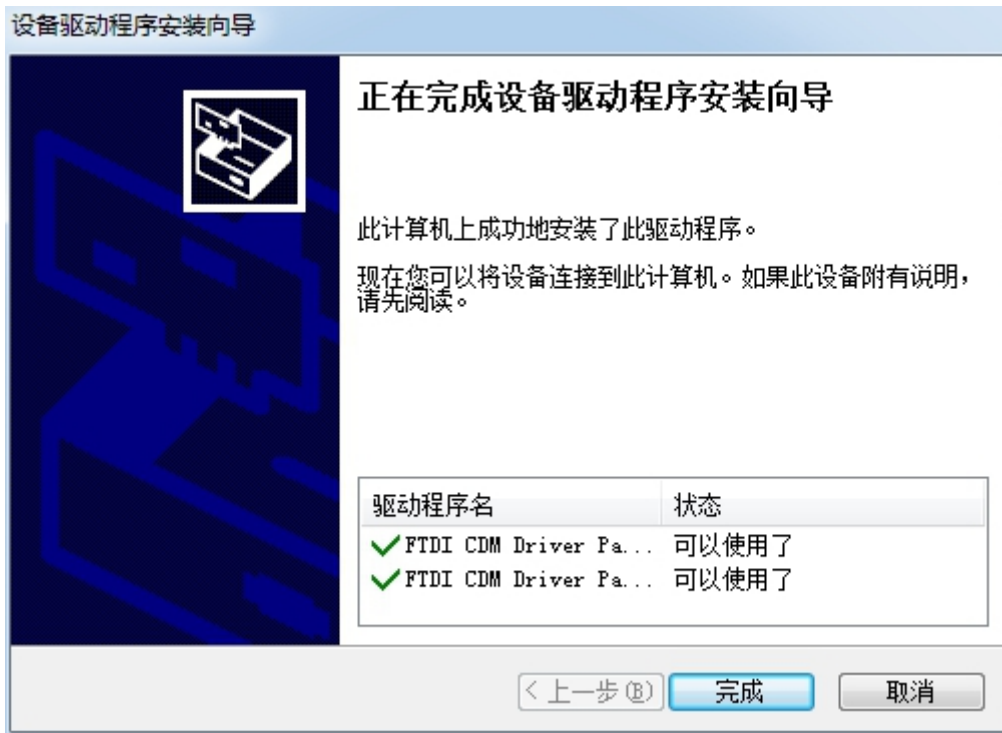 设备驱动程序安装向导
正在完成设备驱动程序安装向导
此计算机上成功地安装了此驱动程序。
现在您可以将设备连接到此计算机。如果此设备附有说明，
请先阅读。
驱动程序名 状态
FTDI CDM Driver Pa... 可以使用了
FTDI CDM Driver Pa... 可以使用了
< 上一步(B) 完成 取消